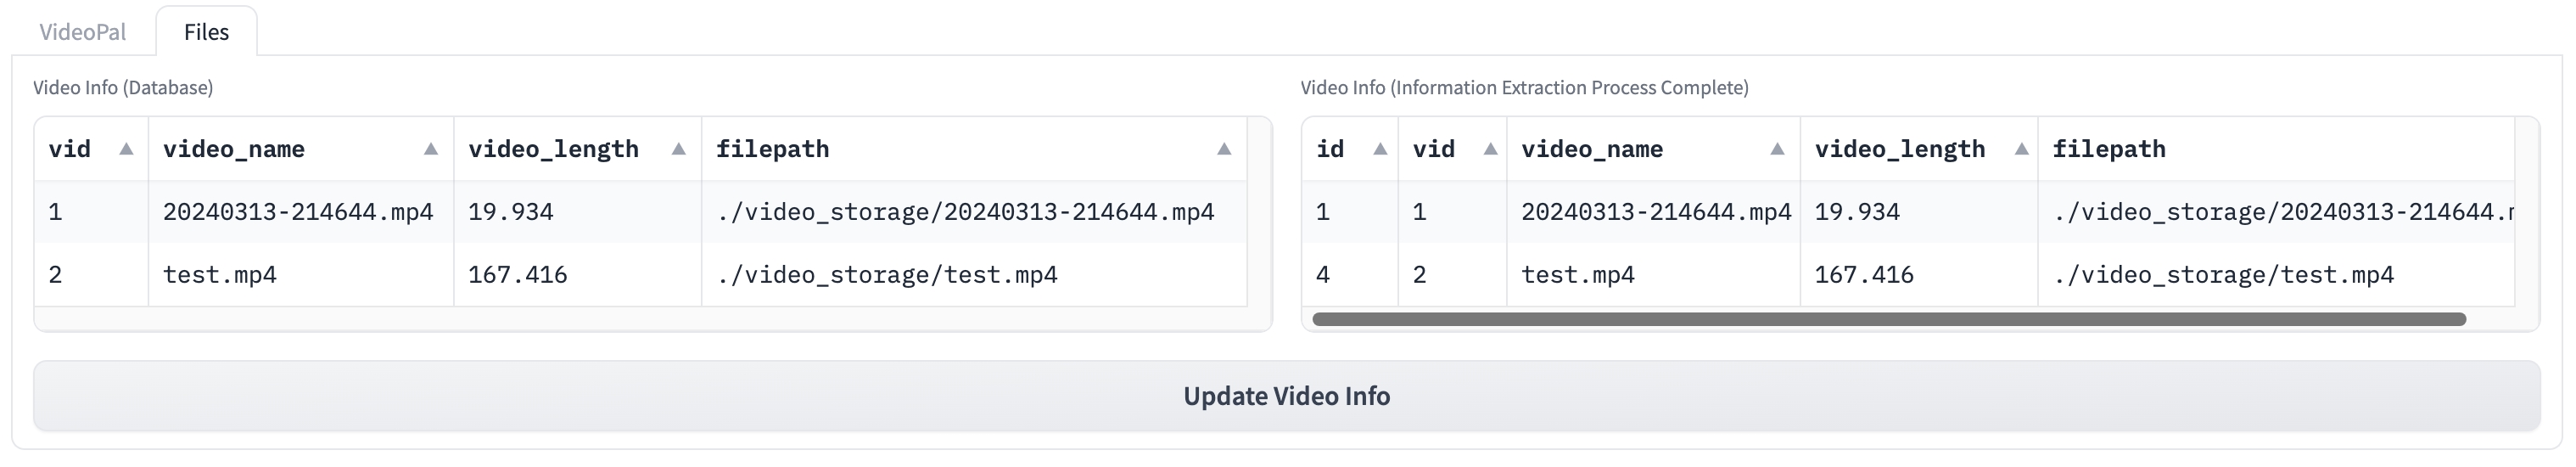 VideoPal Files
Video Info (Database)
vid video_name video_length filepath
1 20240313-214644.mp4 19.934 ./video_storage/20240313-214644.mp4
2 test.mp4 167.416 ./video_storage/test.mp4
Video Info (Information Extraction Process Complete)
id vid video_name video_length filepath
1 1 20240313-214644.mp4 19.934 ./video_storage/20240313-214644.
4 2 test.mp4 167.416 ./video_storage/test.mp4
Update Video Info